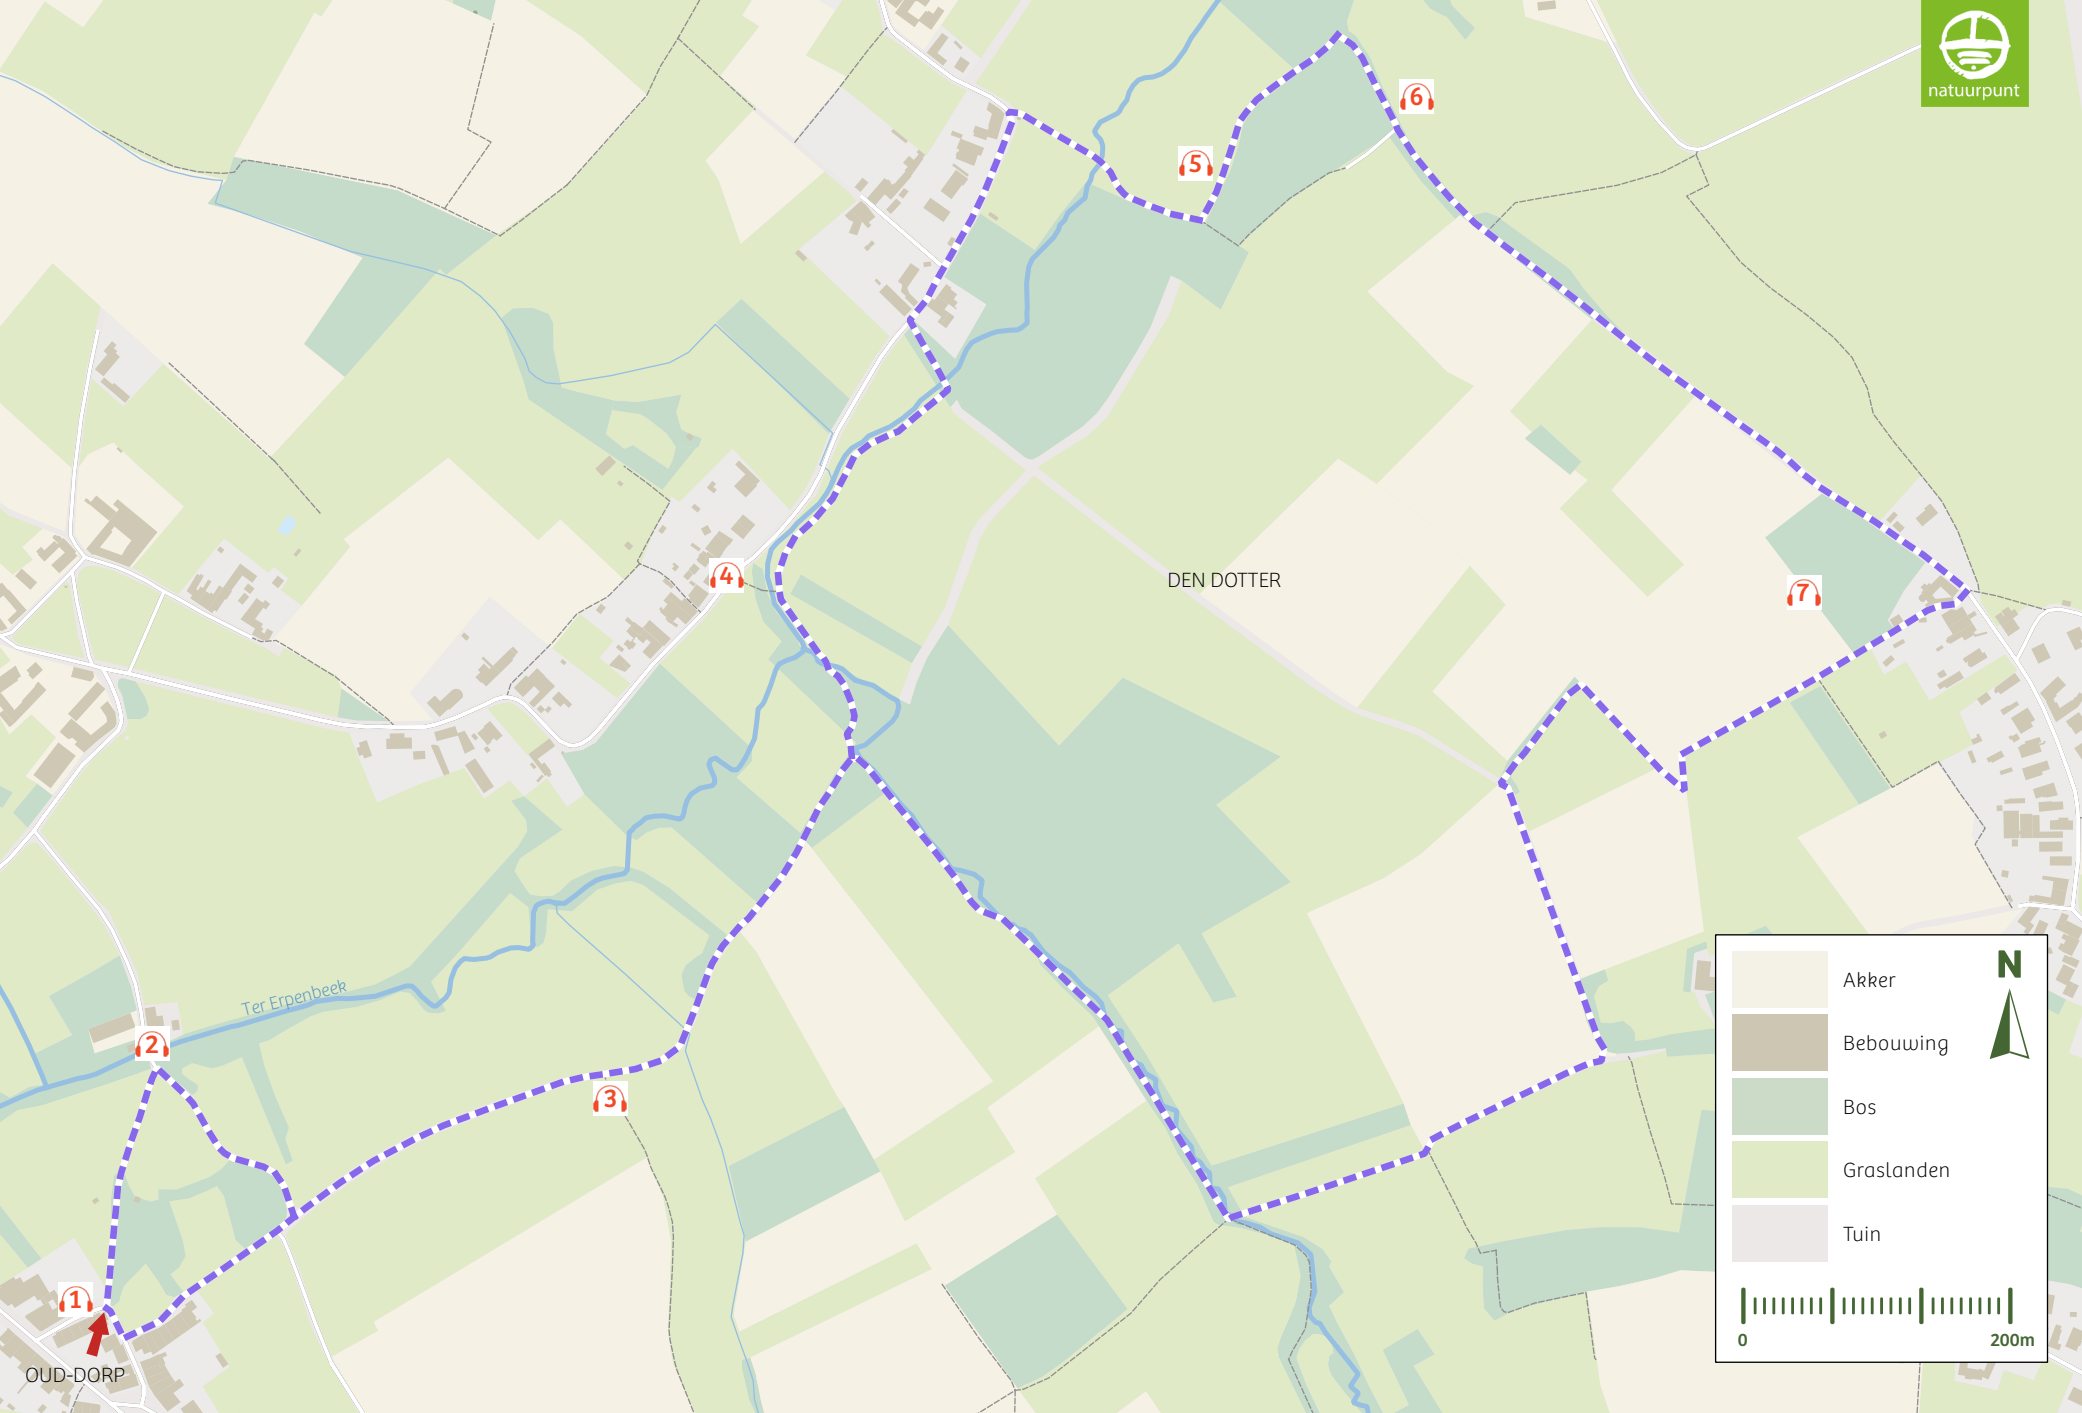 natuurpunt
6
5
4
DEN DOTTER
7
Ter Erpenbeek
2
3
1
OUD-DORP
N
Akker
Bebouwing
Bos
Graslanden
Tuin
0 200m